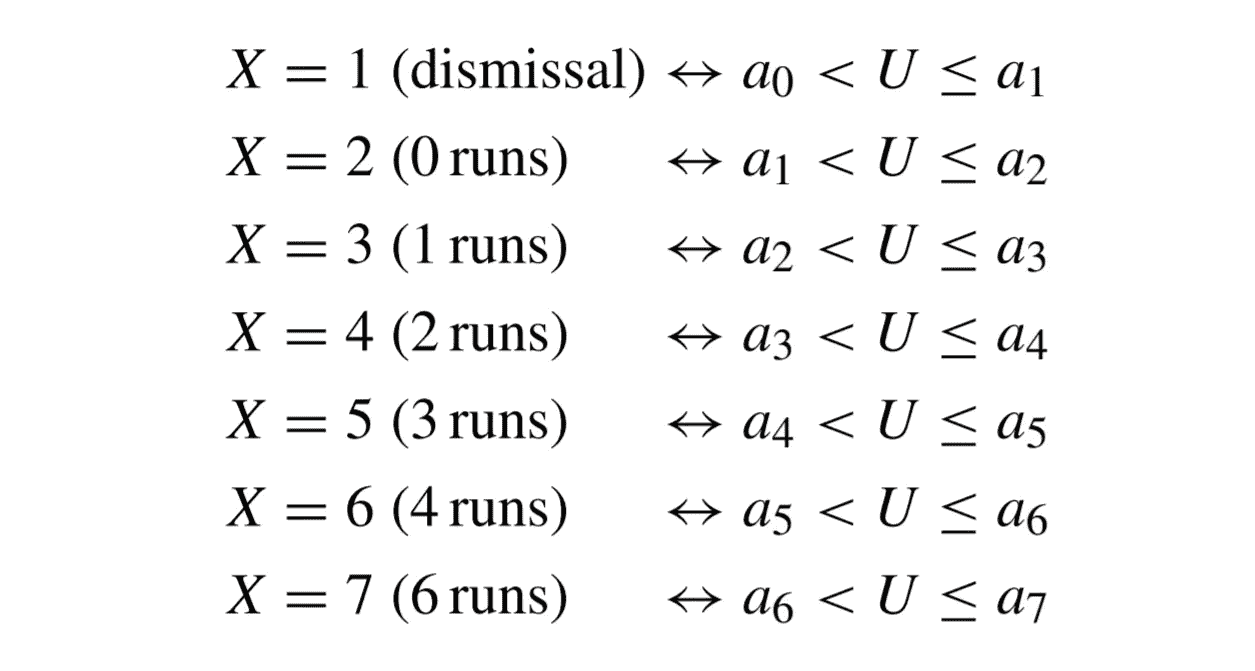 X = 1 (dismissal) ↔ a₀ < U ≤ a₁
X = 2 (0 runs) ↔ a₁ < U ≤ a₂
X = 3 (1 runs) ↔ a₂ < U ≤ a₃
X = 4 (2 runs) ↔ a₃ < U ≤ a₄
X = 5 (3 runs) ↔ a₄ < U ≤ a₅
X = 6 (4 runs) ↔ a₅ < U ≤ a₆
X = 7 (6 runs) ↔ a₆ < U ≤ a₇